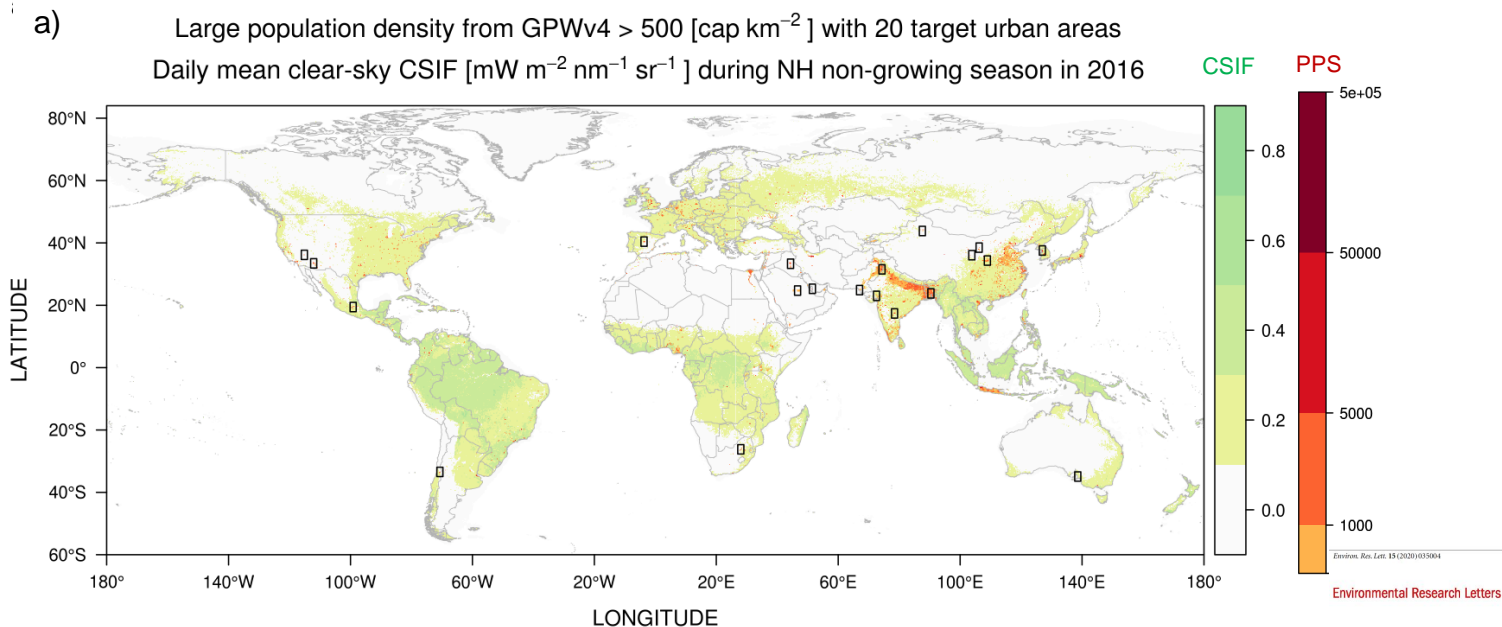 a)
Large population density from GPWv4 > 500 [cap km⁻²] with 20 target urban areas
Daily mean clear-sky CSIF [mW m⁻² nm⁻¹ sr⁻¹] during NH non-growing season in 2016
CSIF
PPS
80°N
60°N
40°N
20°N
0°
20°S
40°S
60°S
LATITUDE
180°
140°W
100°W
60°W
20°W
20°E
60°E
100°E
140°E
180°
LONGITUDE
0.8
0.6
0.4
0.2
0.0
5e+05
50000
5000
1000
Environ. Res. Lett. 15 (2020) 035004
Environmental Research Letters